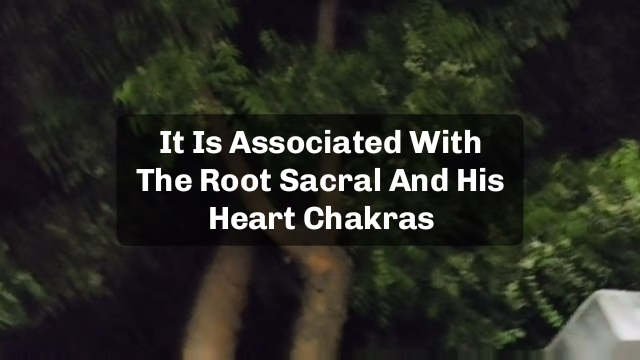 It Is Associated With
The Root Sacral And His
Heart Chakras